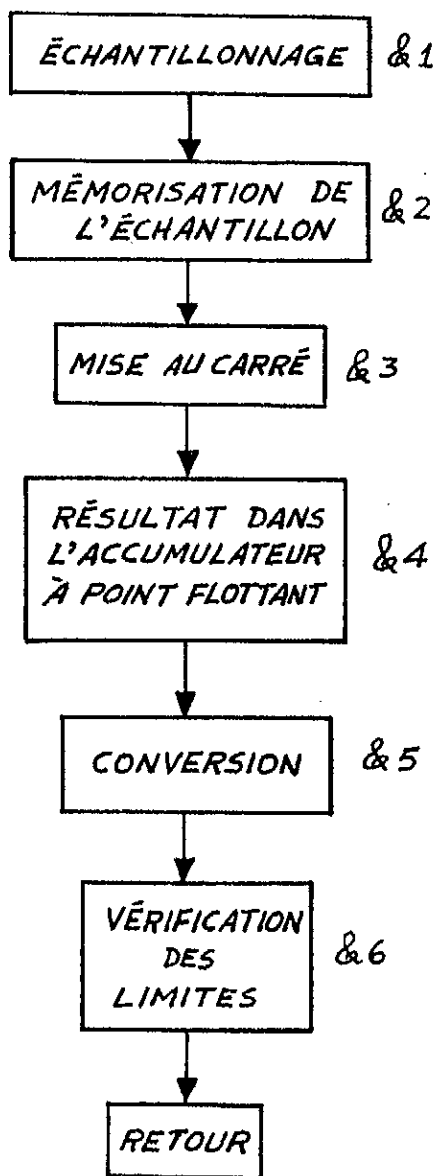 ÉCHANTILLONNAGE &1
MÉMORISATION DE
L'ÉCHANTILLON &2
MISE AU CARRÉ &3
RÉSULTAT DANS
L'ACCUMULATEUR &4
À POINT FLOTTANT
CONVERSION &5
VÉRIFICATION
DES &6
LIMITES
RETOUR